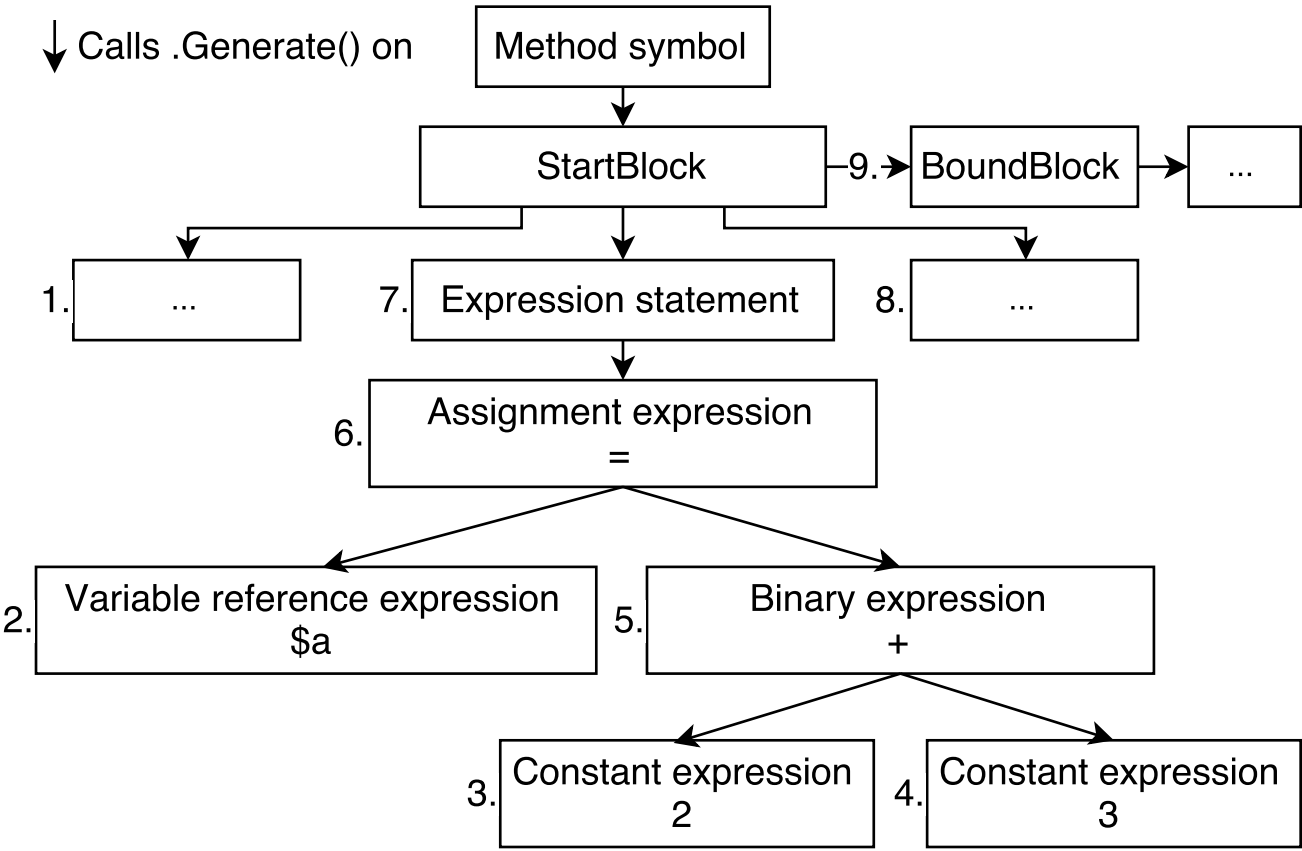 Calls .Generate() on
Method symbol
StartBlock
9.
BoundBlock
...
1.
...
7.
Expression statement
8.
...
6.
Assignment expression
=
2.
Variable reference expression
$a
5.
Binary expression
+
3.
Constant expression
2
4.
Constant expression
3